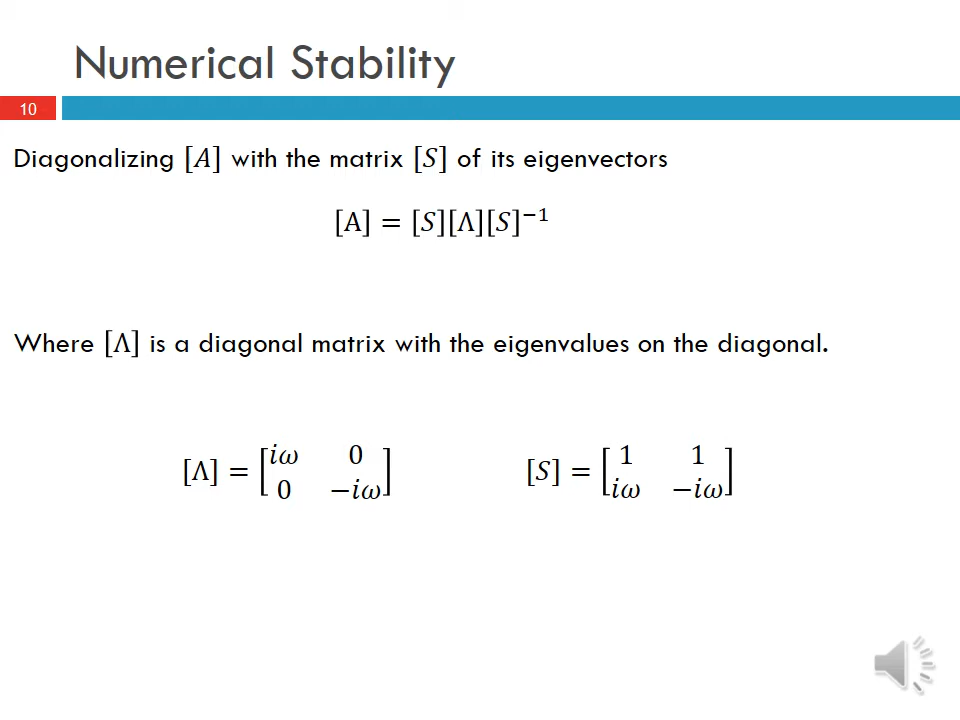 Numerical Stability
10
Diagonalizing [A] with the matrix [S] of its eigenvectors
[A] = [S][Λ][S]⁻¹
Where [Λ] is a diagonal matrix with the eigenvalues on the diagonal.
[Λ] = [iω 0 0 −iω] [S] = [1 1 iω −iω]